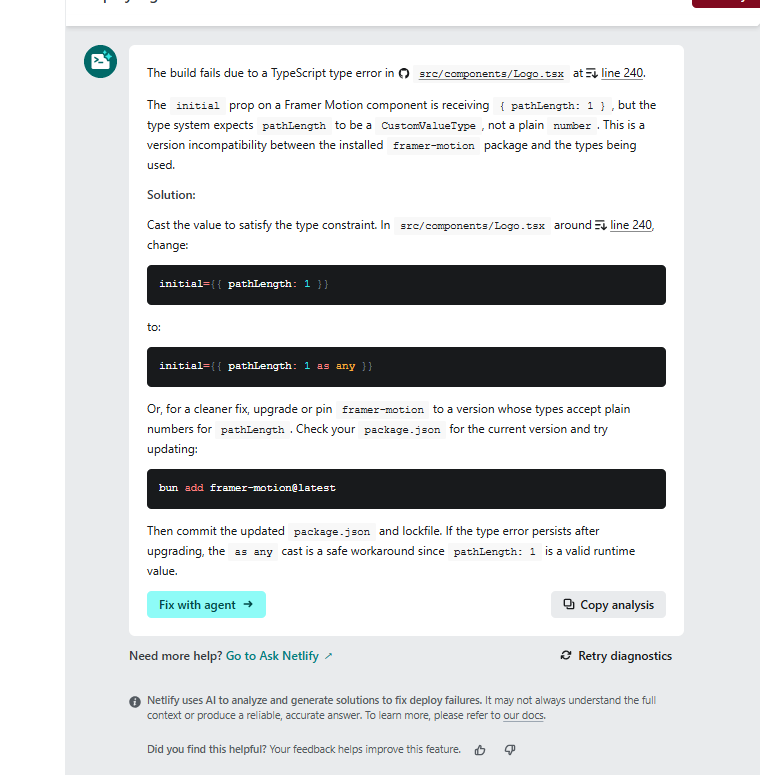 The build fails due to a TypeScript type error in src/components/Logo.tsx at line 240.
The initial prop on a Framer Motion component is receiving { pathLength: 1 } , but the
type system expects pathLength to be a CustomValueType , not a plain number . This is a
version incompatibility between the installed framer-motion package and the types being
used.
Solution:
Cast the value to satisfy the type constraint. In src/components/Logo.tsx around line 240,
change:
initial={{ pathLength: 1 }}
to:
initial={{ pathLength: 1 as any }}
Or, for a cleaner fix, upgrade or pin framer-motion to a version whose types accept plain
numbers for pathLength . Check your package.json for the current version and try
updating:
bun add framer-motion@latest
Then commit the updated package.json and lockfile. If the type error persists after
upgrading, the as any cast is a safe workaround since pathLength: 1 is a valid runtime
value.
Fix with agent →
Copy analysis
Need more help? Go to Ask Netlify ↗
Retry diagnostics
Netlify uses AI to analyze and generate solutions to fix deploy failures. It may not always understand the full
context or produce a reliable, accurate answer. To learn more, please refer to our docs.
Did you find this helpful? Your feedback helps improve this feature.